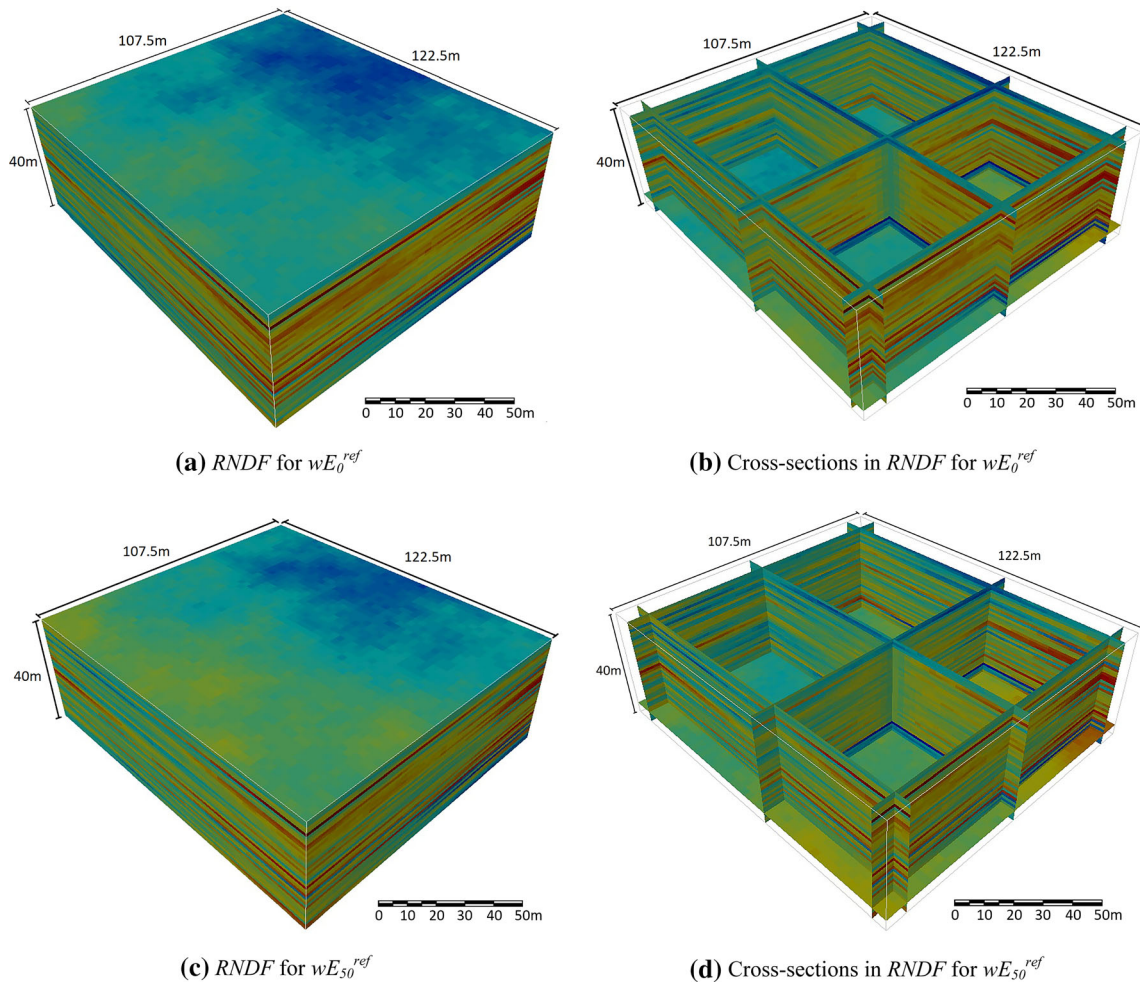 107.5m
122.5m
40m
0 10 20 30 40 50m
(a) RNDF for wE₀ʳᵉᶠ
107.5m
122.5m
40m
0 10 20 30 40 50m
(b) Cross-sections in RNDF for wE₀ʳᵉᶠ
107.5m
122.5m
40m
0 10 20 30 40 50m
(c) RNDF for wE₅₀ʳᵉᶠ
107.5m
122.5m
40m
0 10 20 30 40 50m
(d) Cross-sections in RNDF for wE₅₀ʳᵉᶠ